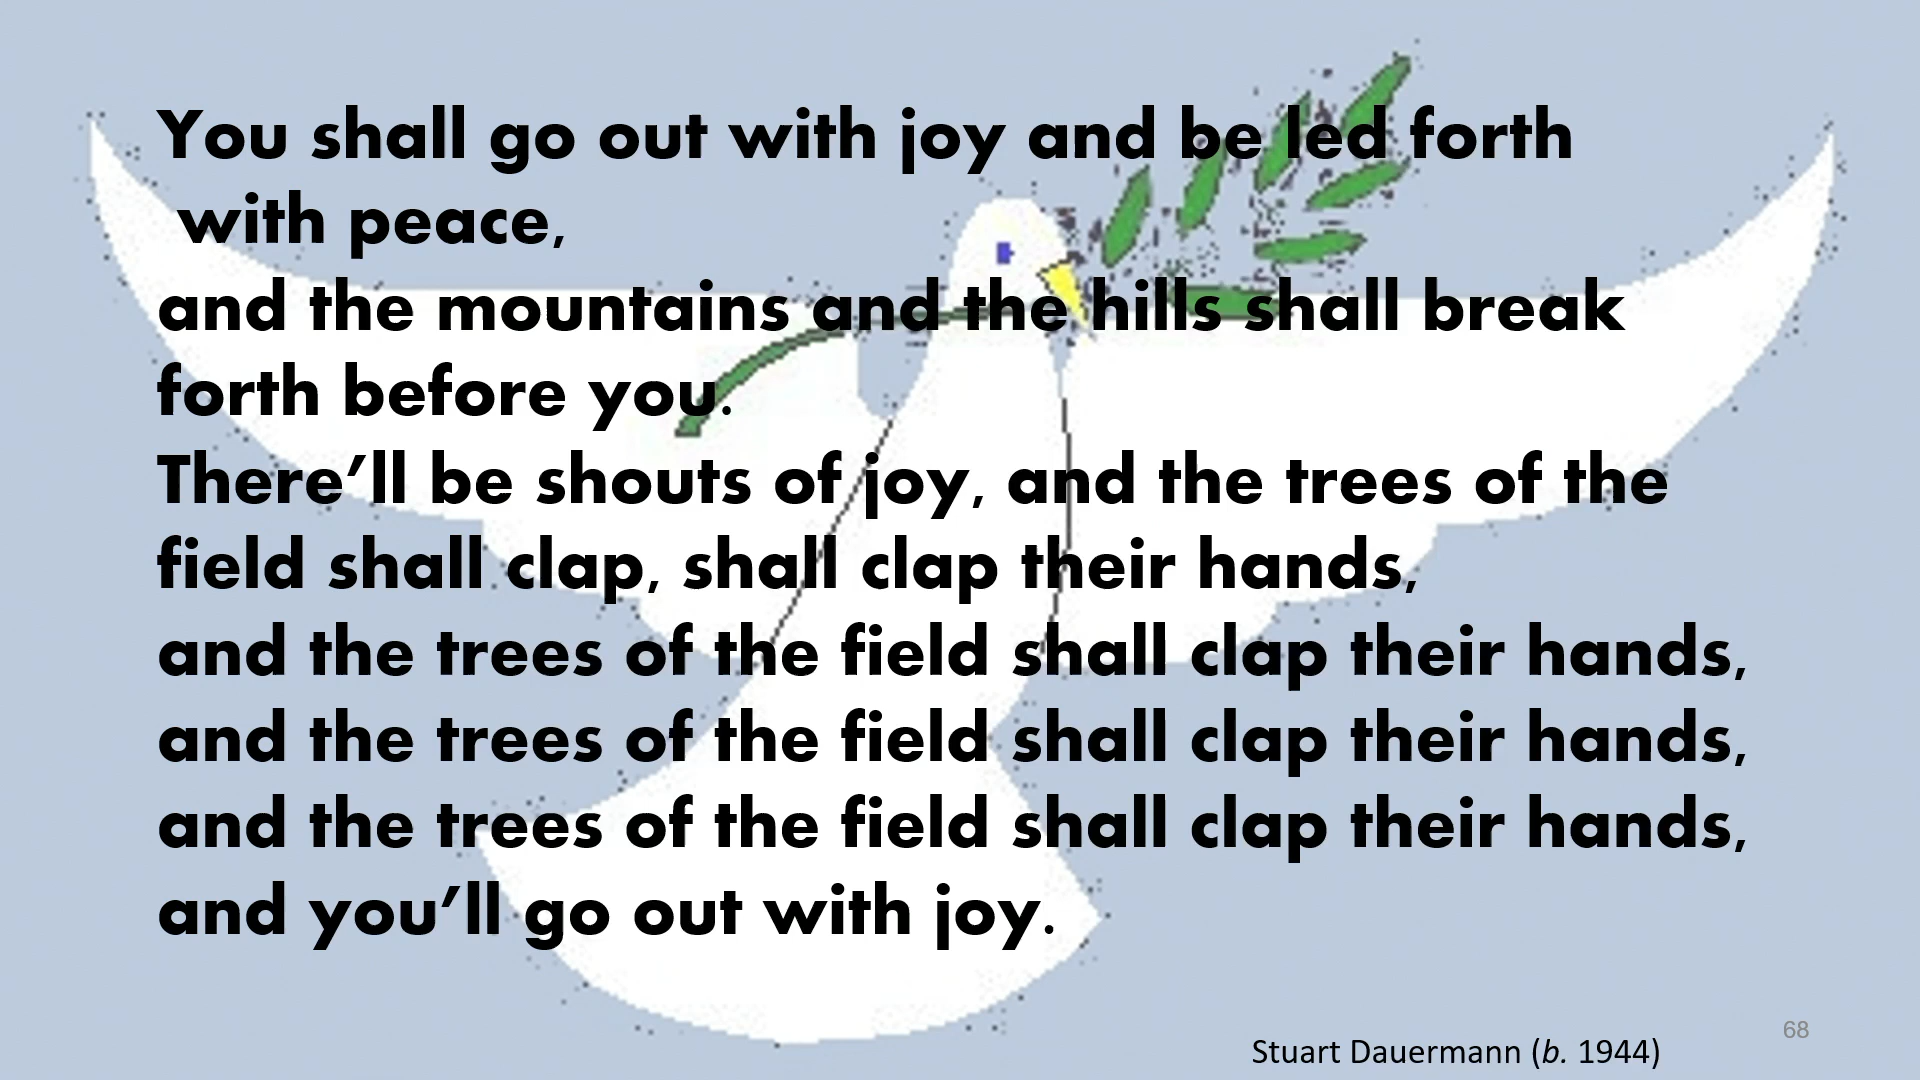 You shall go out with joy and be led forth
with peace,
and the mountains and the hills shall break
forth before you.
There’ll be shouts of joy, and the trees of the
field shall clap, shall clap their hands,
and the trees of the field shall clap their hands,
and the trees of the field shall clap their hands,
and the trees of the field shall clap their hands,
and you’ll go out with joy.
68
Stuart Dauermann (b. 1944)